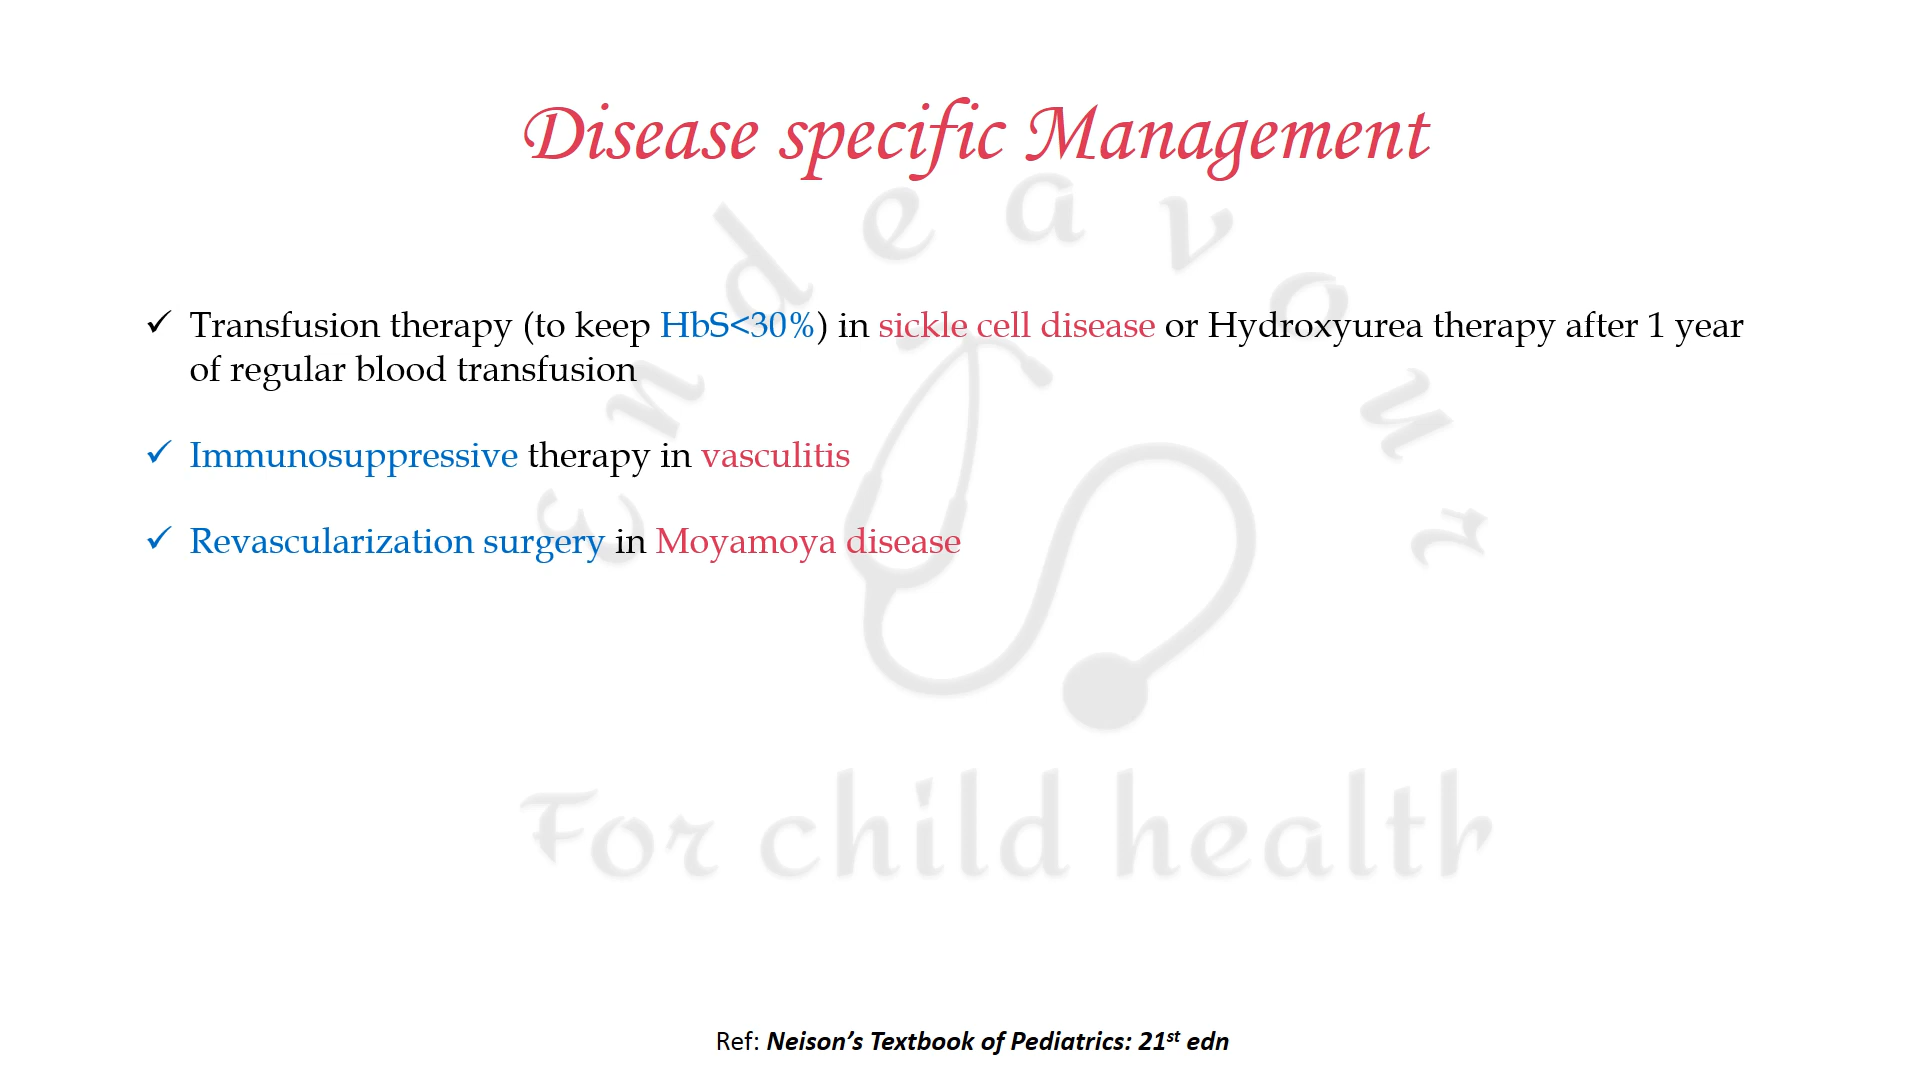 Disease specific Management
Endeavour
✓ Transfusion therapy (to keep HbS<30%) in sickle cell disease or Hydroxyurea therapy after 1 year
of regular blood transfusion
✓ Immunosuppressive therapy in vasculitis
✓ Revascularization surgery in Moyamoya disease
For child health
Ref: Neison’s Textbook of Pediatrics: 21st edn